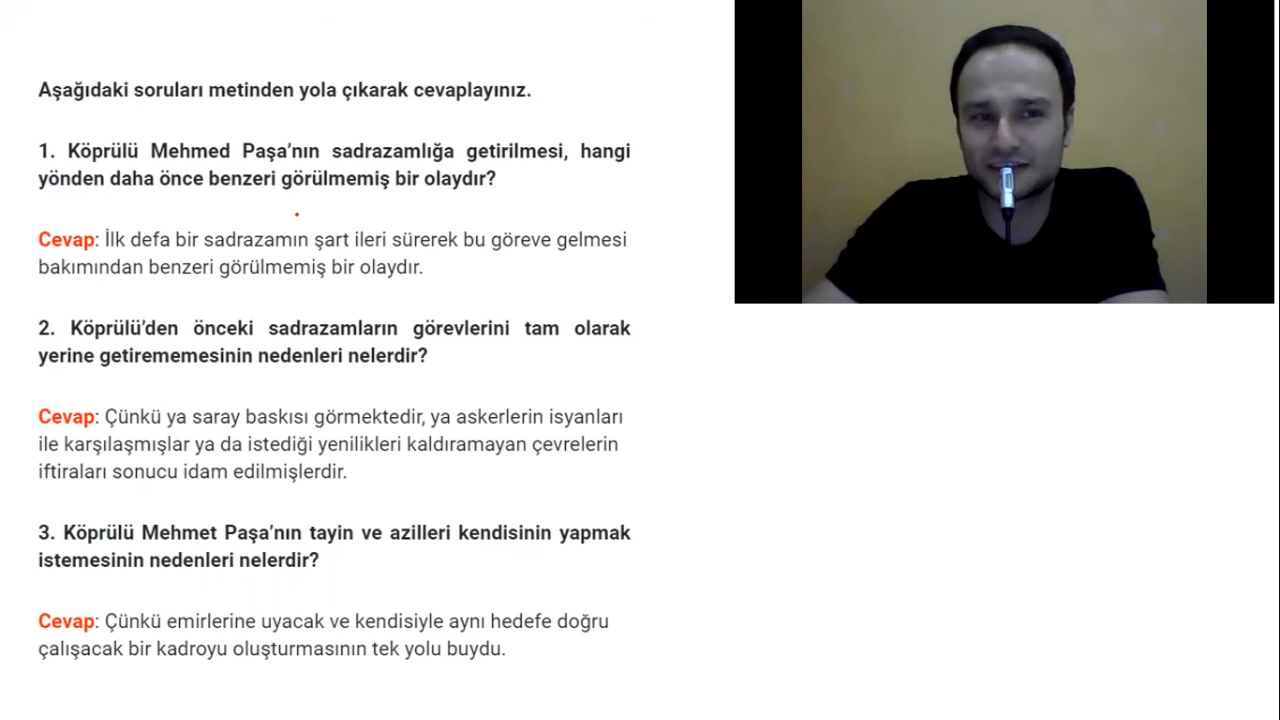 Aşağıdaki soruları metinden yola çıkarak cevaplayınız.
1. Köprülü Mehmed Paşa’nın sadrazamlığa getirilmesi, hangi
yönden daha önce benzeri görülmemiş bir olaydır?
Cevap: İlk defa bir sadrazamın şart ileri sürerek bu göreve gelmesi
bakımından benzeri görülmemiş bir olaydır.
2. Köprülü’den önceki sadrazamların görevlerini tam olarak
yerine getirememesinin nedenleri nelerdir?
Cevap: Çünkü ya saray baskısı görmektedir, ya askerlerin isyanları
ile karşılaşmışlar ya da istediği yenilikleri kaldıramayan çevrelerin
iftiraları sonucu idam edilmişlerdir.
3. Köprülü Mehmet Paşa’nın tayin ve azilleri kendisinin yapmak
istemesinin nedenleri nelerdir?
Cevap: Çünkü emirlerine uyacak ve kendisiyle aynı hedefe doğru
çalışacak bir kadroyu oluşturmasının tek yolu buydu.